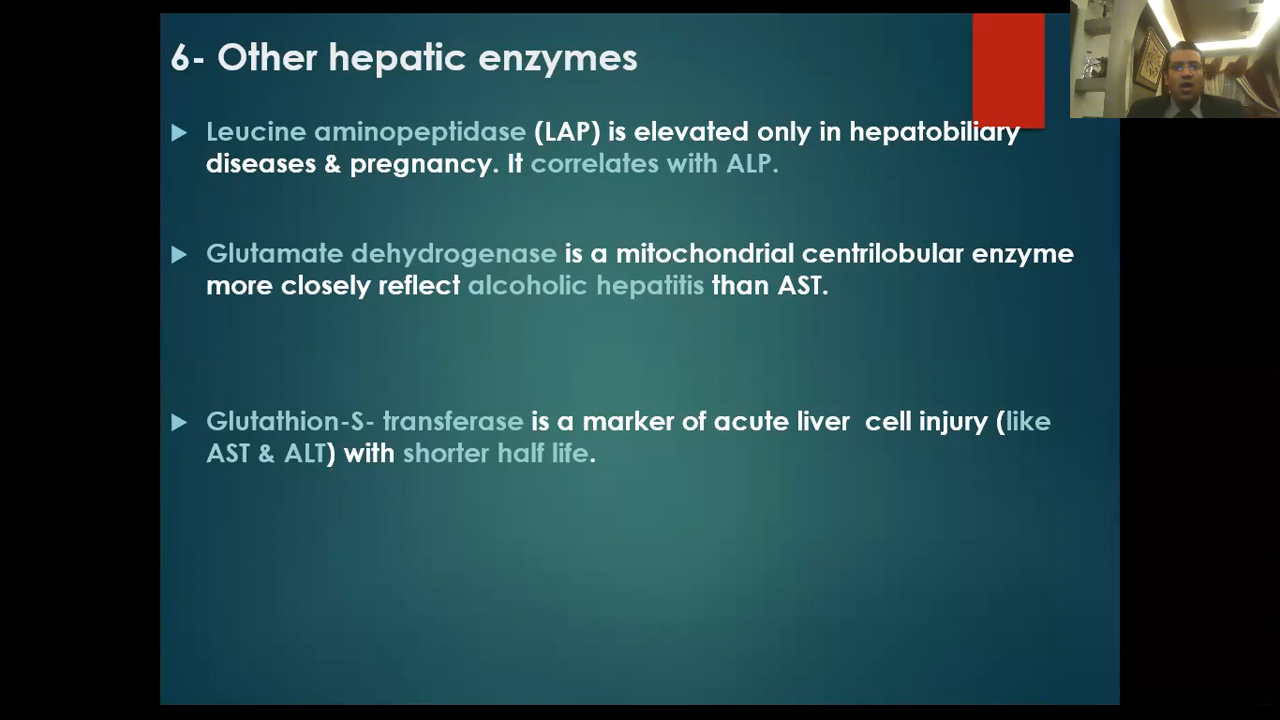 6- Other hepatic enzymes
Leucine aminopeptidase (LAP) is elevated only in hepatobiliary
diseases & pregnancy. It correlates with ALP.
Glutamate dehydrogenase is a mitochondrial centrilobular enzyme
more closely reflect alcoholic hepatitis than AST.
Glutathion-S- transferase is a marker of acute liver  cell injury (like
AST & ALT) with shorter half life.